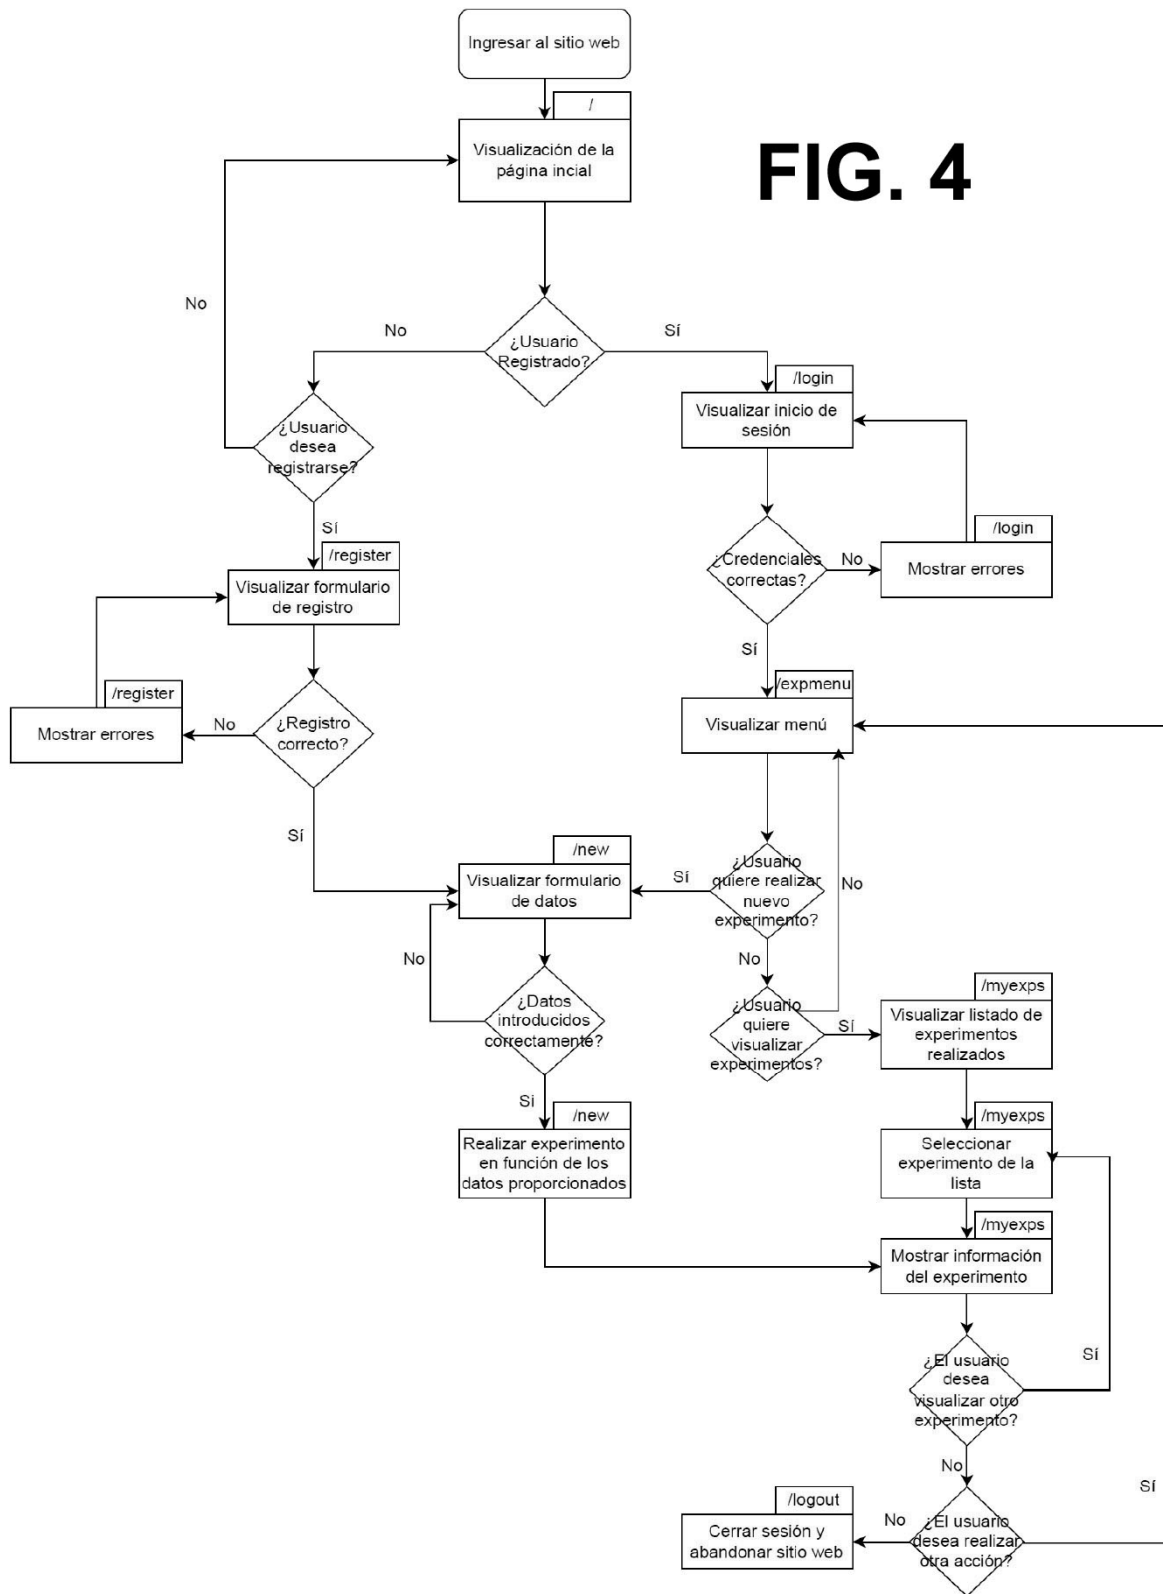 Ingresar al sitio web
/
Visualización de la
página incial
FIG. 4
No
No
¿Usuario
Registrado?
Sí
/login
Visualizar inicio de
sesión
¿Usuario
desea
registrarse?
Sí
/register
Visualizar formulario
de registro
¿Credenciales
correctas?
No
/login
Mostrar errores
Sí
/register
Mostrar errores
No
¿Registro
correcto?
/expmenu
Visualizar menú
Sí
/new
Visualizar formulario
de datos
Sí
¿Usuario
quiere realizar
nuevo
experimento?
No
No
No
¿Datos
introducidos
correctamente?
¿Usuario
quiere
visualizar
experimentos?
Sí
/myexps
Visualizar listado de
experimentos
realizados
Sí
/new
Realizar experimento
en función de los
datos proporcionados
/myexps
Seleccionar
experimento de la
lista
/myexps
Mostrar información
del experimento
¿El usuario
desea
visualizar otro
experimento?
Sí
No
Sí
/logout
Cerrar sesión y
abandonar sitio web
No
¿El usuario
desea realizar
otra acción?